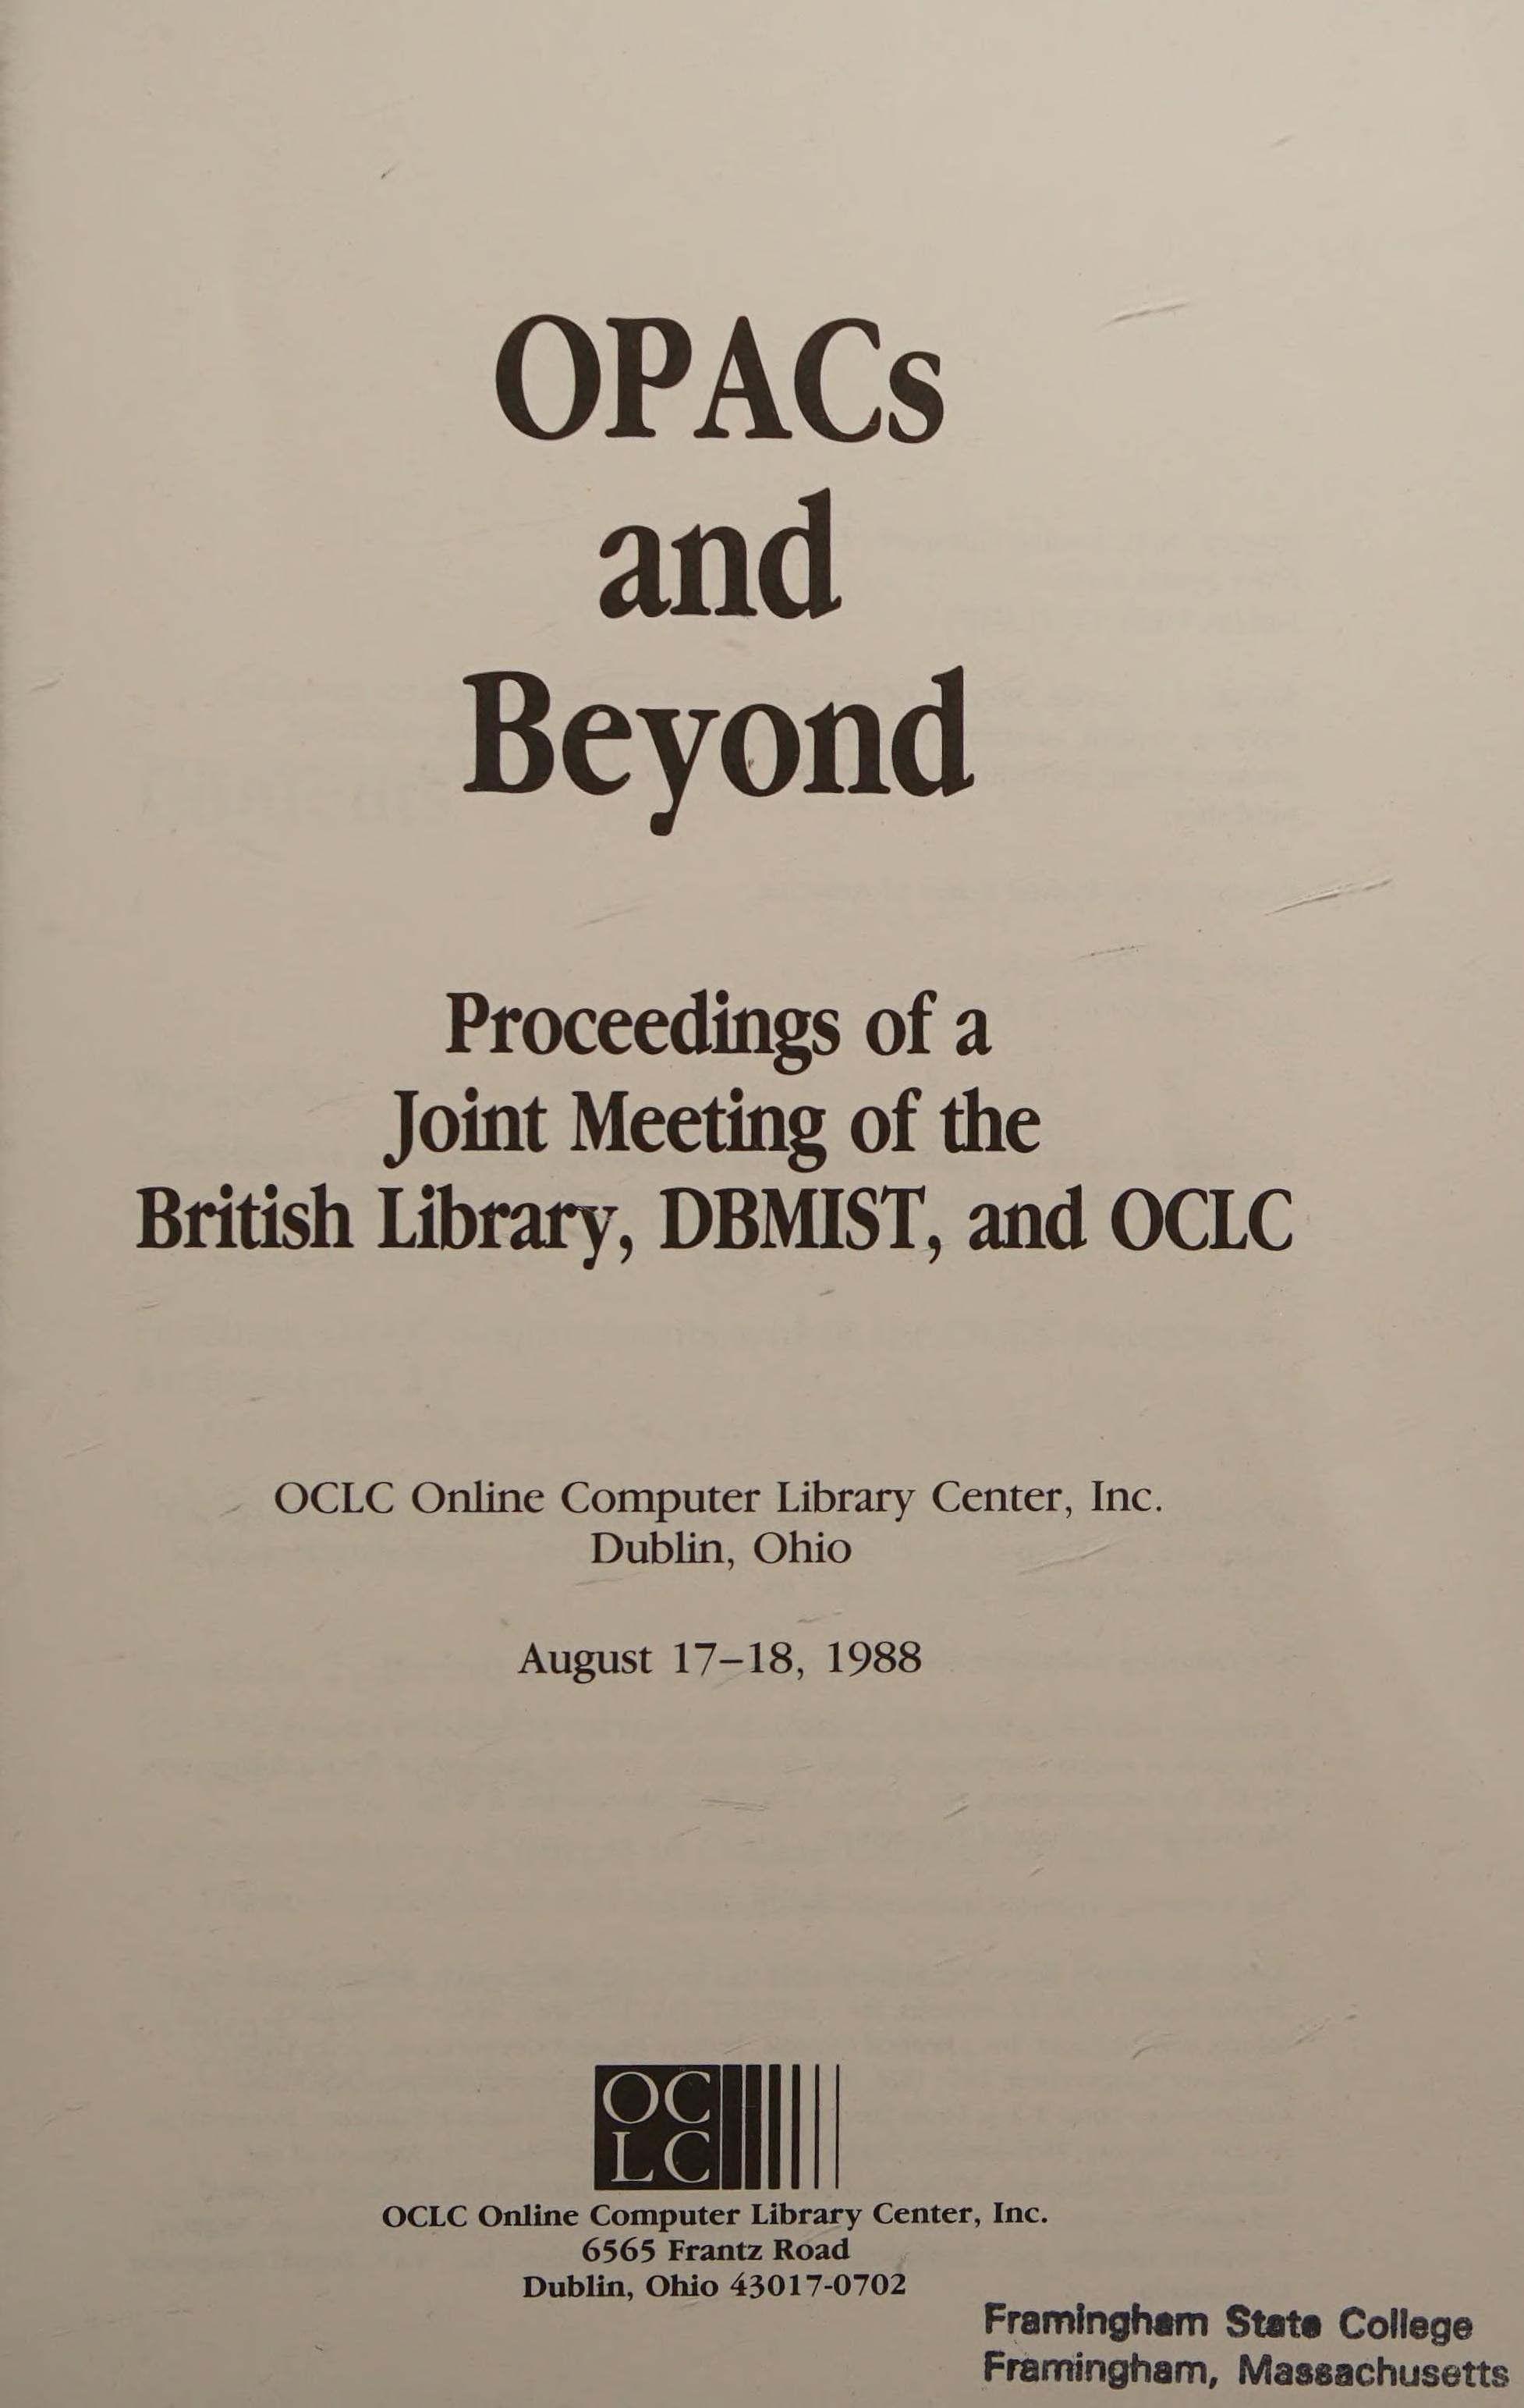 OPACs
and
Beyond
Proceedings of a
Joint Meeting of the
British Library, DBMIST, and OCLC
OCLC Online Computer Library Center, Inc.
Dublin, Ohio
August 17–18, 1988
OC
LC
OCLC Online Computer Library Center, Inc.
6565 Frantz Road
Dublin, Ohio 43017-0702
Framingham State College
Framingham, Massachusetts